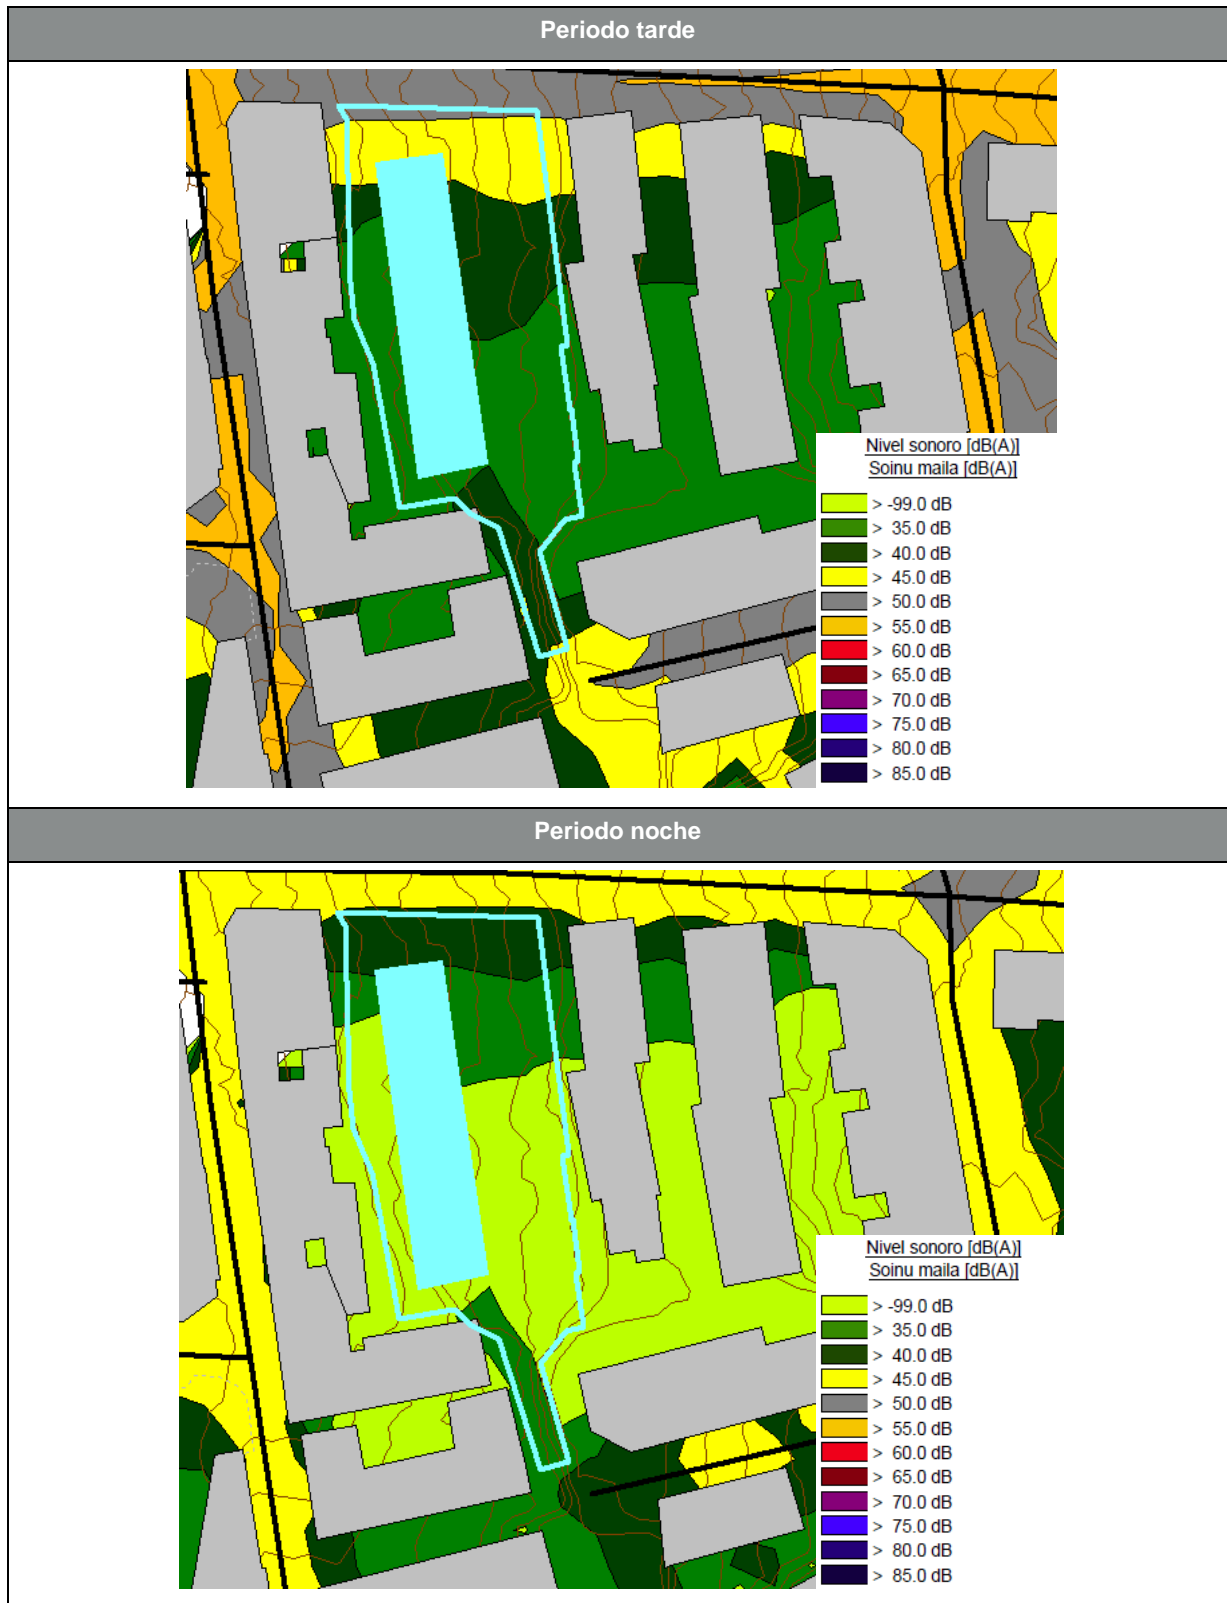 Periodo tarde
Nivel sonoro [dB(A)]
Soinu maila [dB(A)]
> -99.0 dB
> 35.0 dB
> 40.0 dB
> 45.0 dB
> 50.0 dB
> 55.0 dB
> 60.0 dB
> 65.0 dB
> 70.0 dB
> 75.0 dB
> 80.0 dB
> 85.0 dB
Periodo noche
Nivel sonoro [dB(A)]
Soinu maila [dB(A)]
> -99.0 dB
> 35.0 dB
> 40.0 dB
> 45.0 dB
> 50.0 dB
> 55.0 dB
> 60.0 dB
> 65.0 dB
> 70.0 dB
> 75.0 dB
> 80.0 dB
> 85.0 dB